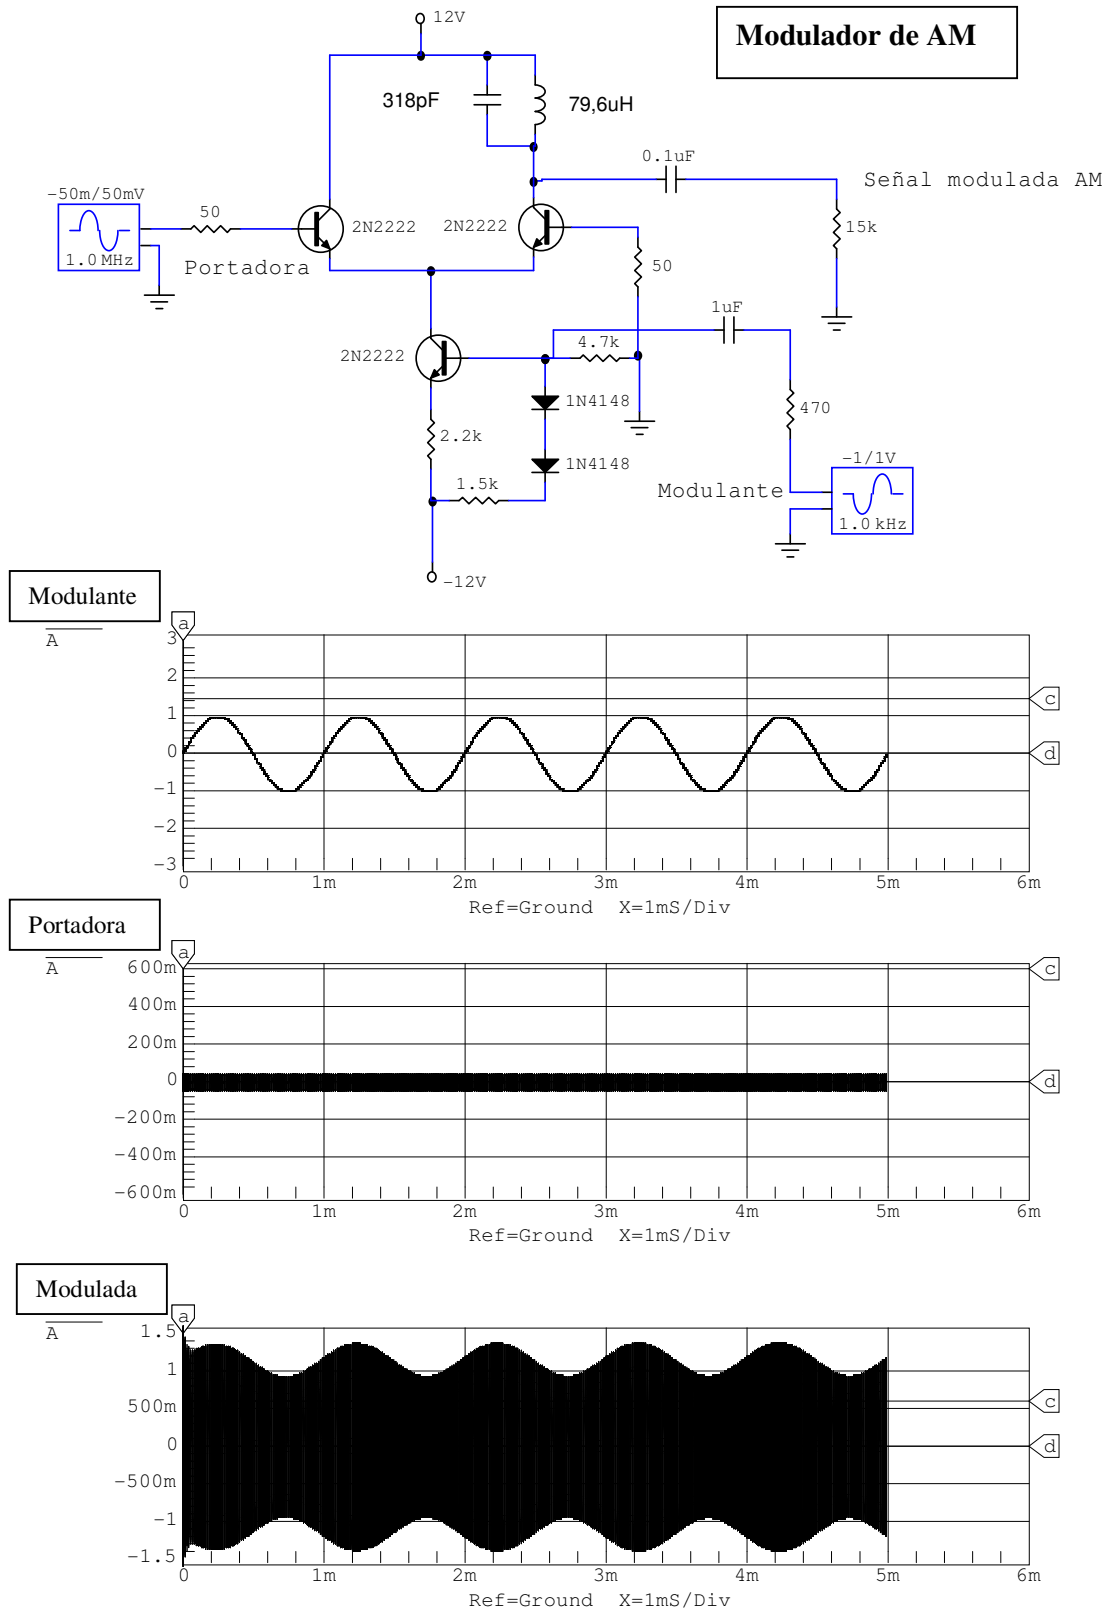 12V
Modulador de AM
318pF
79,6uH
0.1uF
Señal modulada AM
-50m/50mV
50
2N2222
2N2222
15k
1.0 MHz
Portadora
50
1uF
4.7k
2N2222
1N4148
470
2.2k
1N4148
-1/1V
1.5k
Modulante
1.0 kHz
-12V
Modulante
A
a
3
2
c
1
0
d
-1
-2
-3
0 1m 2m 3m 4m 5m 6m
Ref=Ground X=1mS/Div
Portadora
A
a
600m
c
400m
200m
0
d
-200m
-400m
-600m
0 1m 2m 3m 4m 5m 6m
Ref=Ground X=1mS/Div
Modulada
A
a
1.5
1
500m
c
0
d
-500m
-1
-1.5
0 1m 2m 3m 4m 5m 6m
Ref=Ground X=1mS/Div